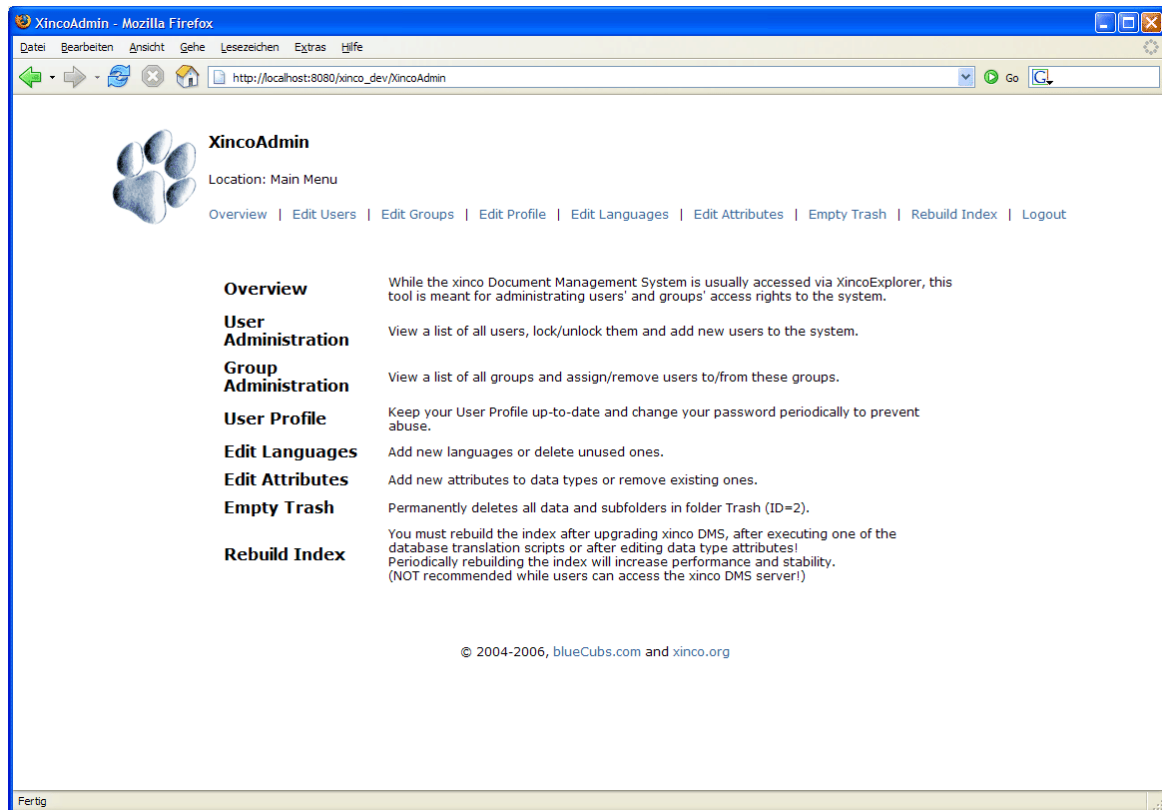 XincoAdmin - Mozilla Firefox
Datei Bearbeiten Ansicht Gehe Lesezeichen Extras Hilfe
http://localhost:8080/xinco_dev/XincoAdmin Go G
XincoAdmin
Location: Main Menu
Overview | Edit Users | Edit Groups | Edit Profile | Edit Languages | Edit Attributes | Empty Trash | Rebuild Index | Logout
Overview
While the xinco Document Management System is usually accessed via XincoExplorer, this
tool is meant for administrating users' and groups' access rights to the system.
User
Administration
View a list of all users, lock/unlock them and add new users to the system.
Group
Administration
View a list of all groups and assign/remove users to/from these groups.
User Profile
Keep your User Profile up-to-date and change your password periodically to prevent
abuse.
Edit Languages
Add new languages or delete unused ones.
Edit Attributes
Add new attributes to data types or remove existing ones.
Empty Trash
Permanently deletes all data and subfolders in folder Trash (ID=2).
Rebuild Index
You must rebuild the index after upgrading xinco DMS, after executing one of the
database translation scripts or after editing data type attributes!
Periodically rebuilding the index will increase performance and stability.
(NOT recommended while users can access the xinco DMS server!)
© 2004-2006, blueCubs.com and xinco.org
Fertig